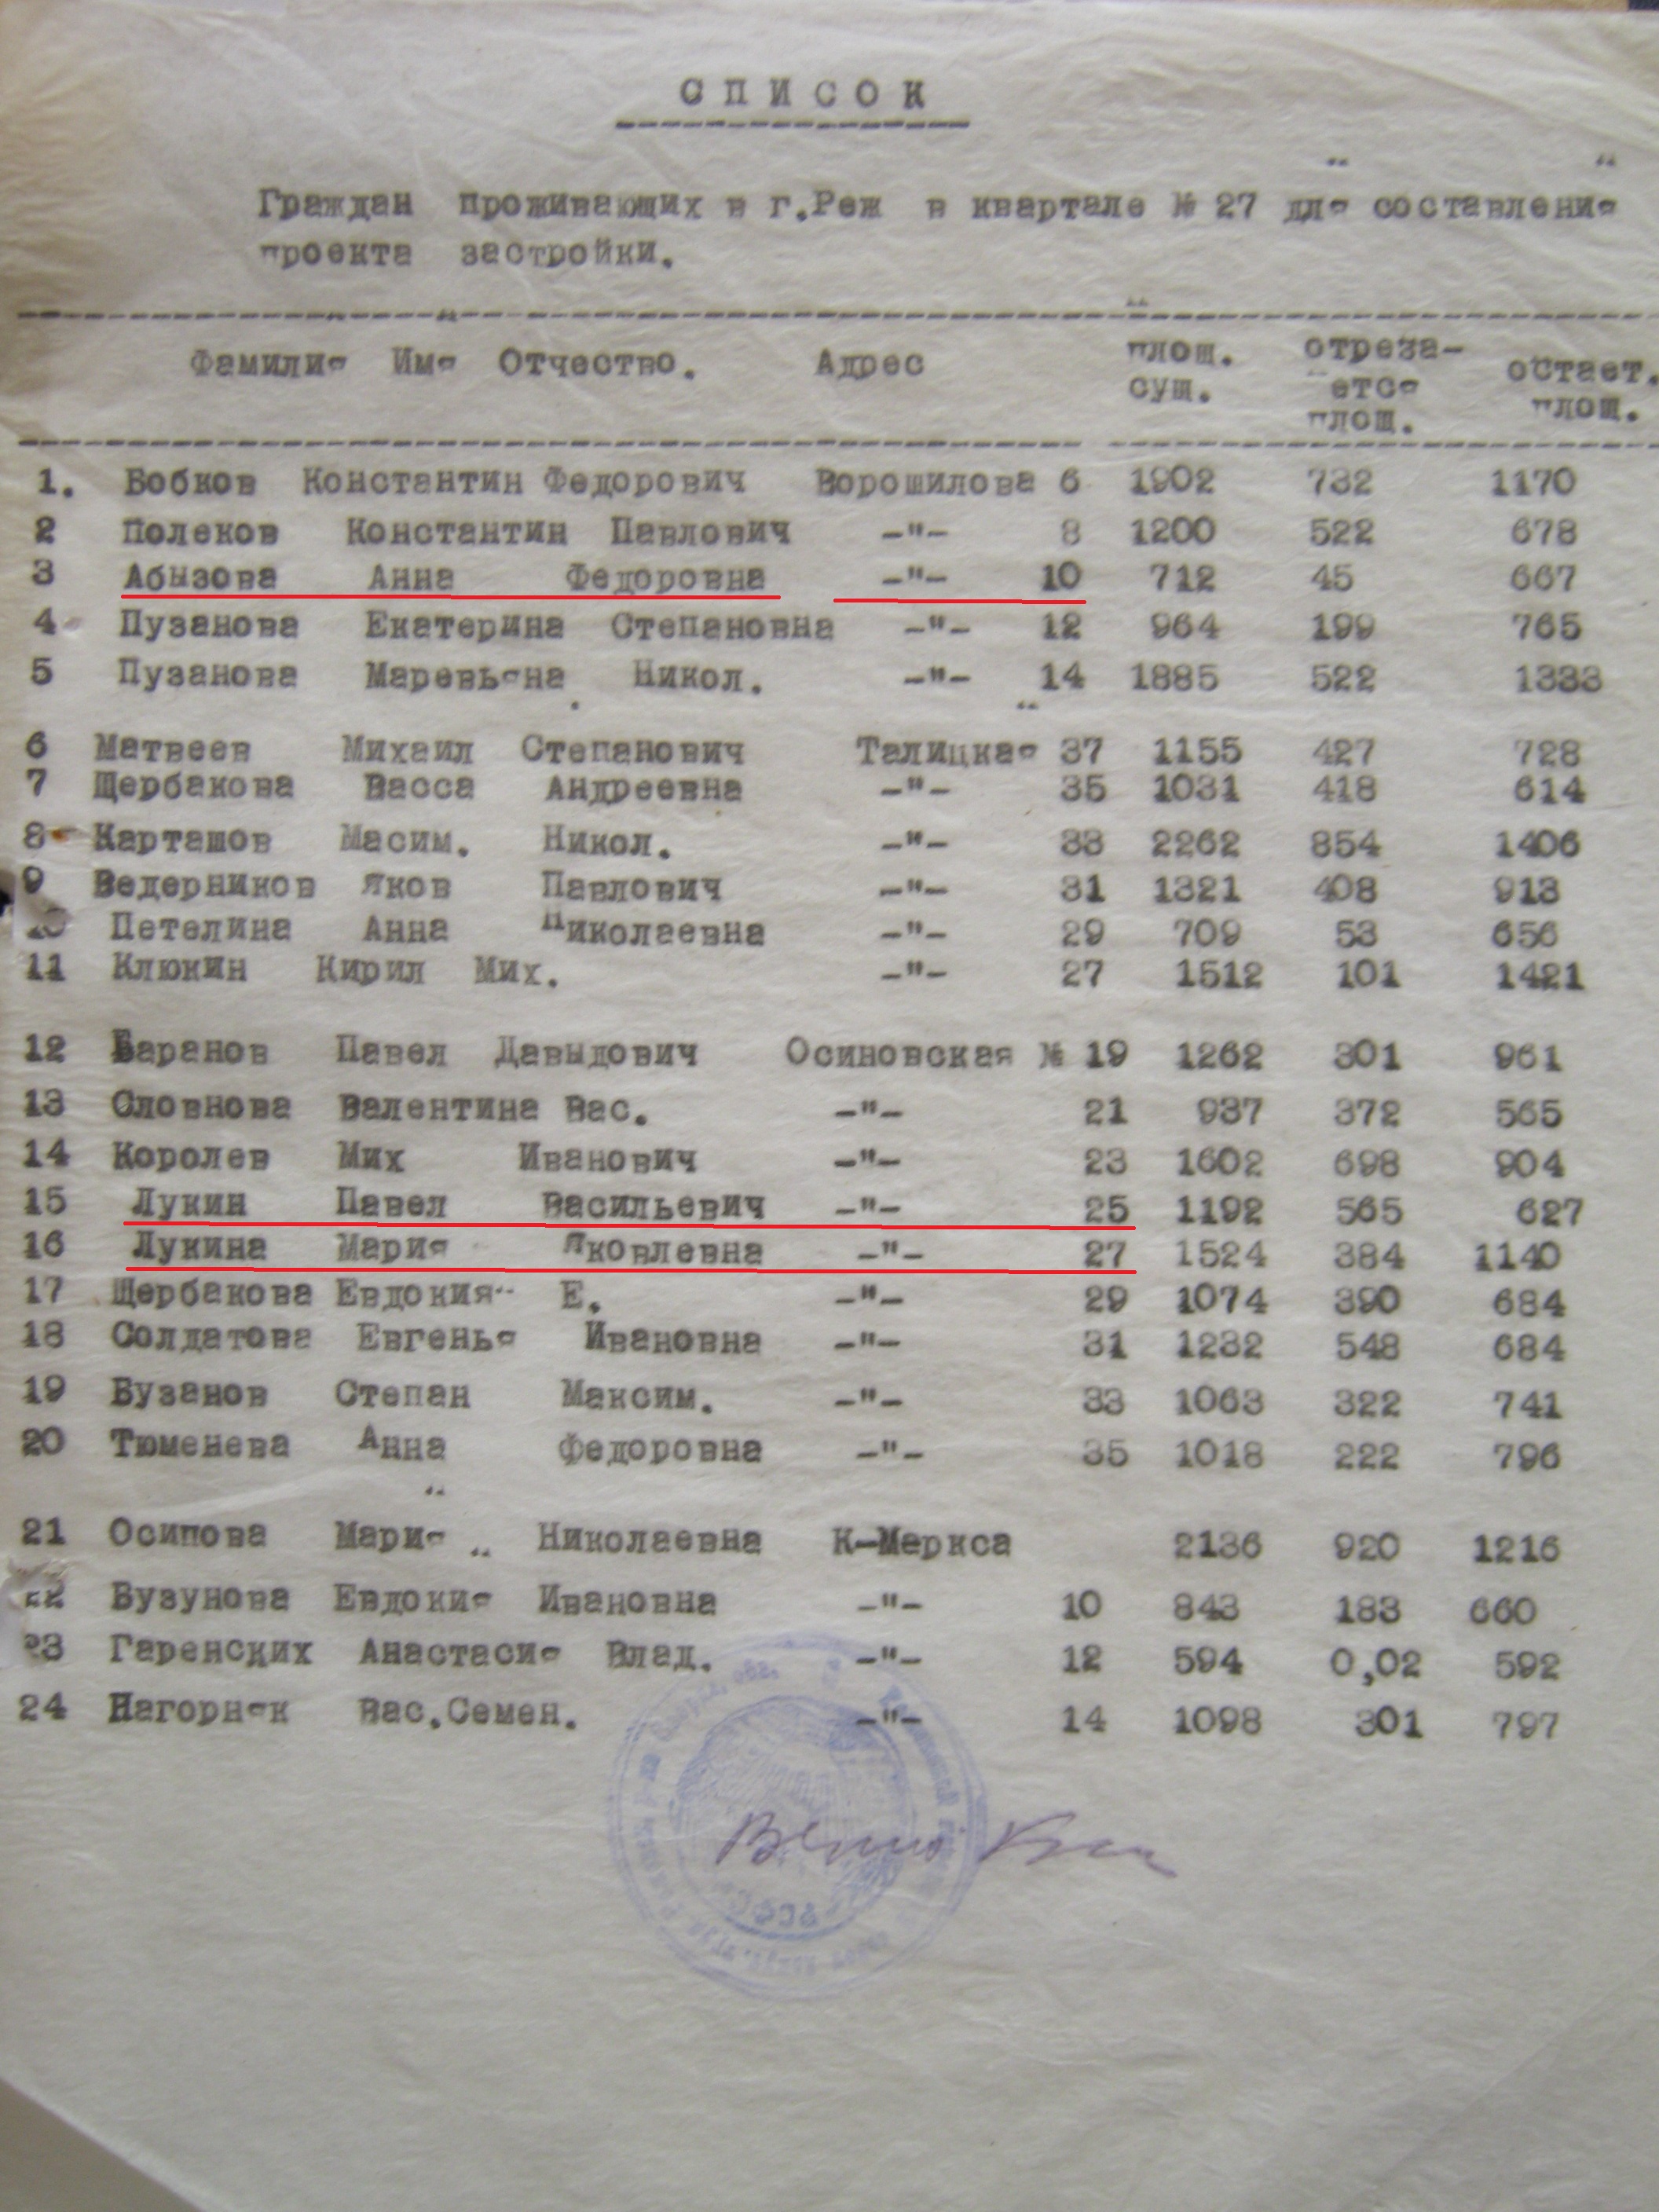 СПИСОК
Граждан проживающих в г.Реж в квартале № 27 для составления
проекта застройки.
Фамилия Имя Отчество. Адрес площ. сущ. отреза- ется площ. остает. площ.
1. Бобков Константин Федорович Ворошилова 6 1902 732 1170
2 Полеков Константин Павлович -"- 8 1200 522 678
3 Абызова Анна Федоровна -"- 10 712 45 667
4 Пузанова Екатерина Степановна -"- 12 964 199 765
5 Пузанова Маревьяна Никол. -"- 14 1885 522 1333
6 Матвеев Михаил Степанович Талицкая 37 1155 427 728
7 Щербакова Васса Андреевна -"- 35 1031 418 614
8 Карташов Масим. Никол. -"- 33 2262 854 1406
9 Ведерников Яков Павлович -"- 31 1321 408 913
10 Петелина Анна Николаевна -"- 29 709 53 656
11 Клюкин Кирил Мих. -"- 27 1512 101 1421
12 Баранов Павел Давыдович Осиновская № 19 1262 301 961
13 Словнова Валентина Вас. -"- 21 937 372 565
14 Королев Мих Иванович -"- 23 1602 698 904
15 Лукин Павел Васильевич -"- 25 1192 565 627
16 Лукина Мария Яковлевна -"- 27 1524 384 1140
17 Щербакова Евдокия Е. -"- 29 1074 390 684
18 Солдатова Евгенья Ивановна -"- 31 1232 548 684
19 Бузанов Степан Максим. -"- 33 1063 322 741
20 Тюменева Анна Федоровна -"- 35 1018 222 796
21 Осипова Мария Николаевна К-Маркса 2136 920 1216
22 Вузунова Евдокия Ивановна -"- 10 843 183 660
23 Гаренских Анастасия Влад. -"- 12 594 0,02 592
24 Нагорняк Вас.Семен. -"- 14 1098 301 797
РСФСР